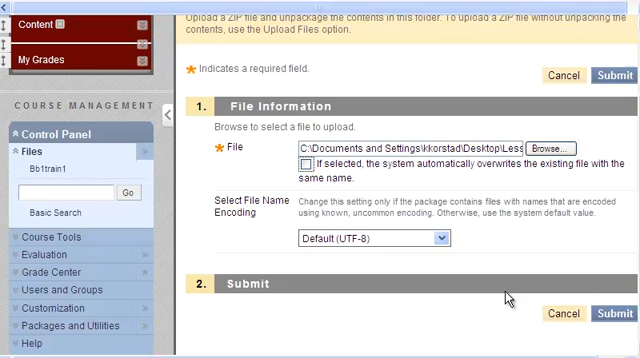 Content
My Grades
COURSE MANAGEMENT
Control Panel
Files
Bb1train1
Go
Basic Search
Course Tools
Evaluation
Grade Center
Users and Groups
Customization
Packages and Utilities
Help
Upload a ZIP file and unpackage the contents in this folder. To upload a ZIP file without unpacking the
contents, use the Upload Files option.
Indicates a required field.
Cancel Submit
1. File Information
Browse to select a file to upload.
File C:\Documents and Settings\kkorstad\Desktop\Less Browse...
If selected, the system automatically overwrites the existing file with the
same name.
Select File Name Change this setting only if the package contains files with names that are encoded
Encoding using known, uncommon encoding. Otherwise, use the system default value.
Default (UTF-8)
2. Submit
Cancel Submit